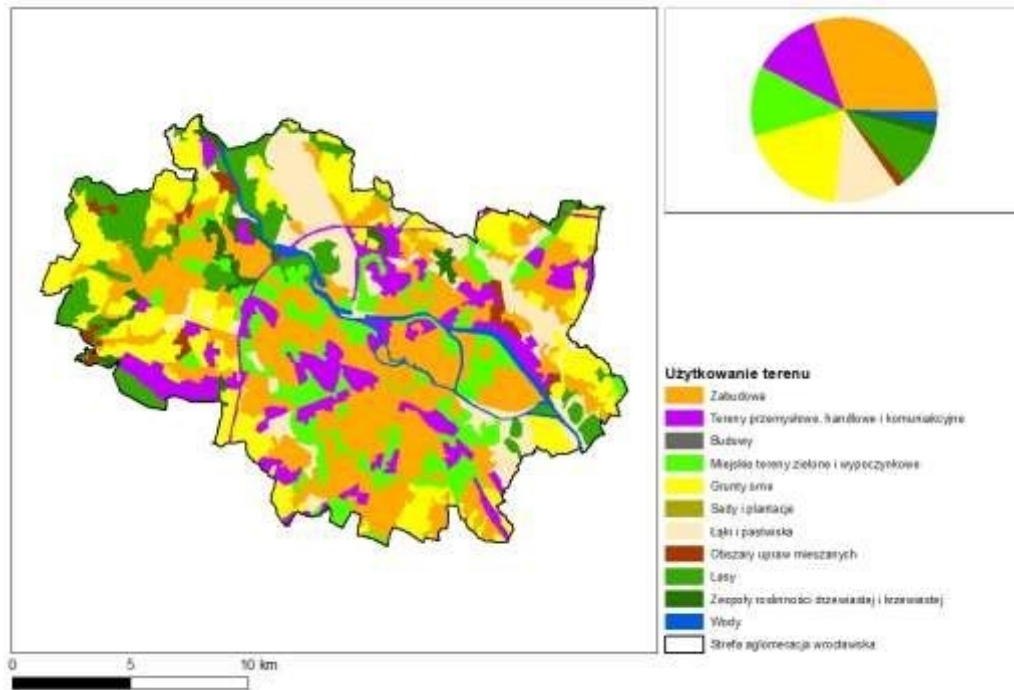 Użytkowanie terenu
Zabudowa
Tereny przemysłowe, handlowe i komunikacyjne
Budowy
Miejskie tereny zielone i wypoczynkowe
Grunty orne
Sady i plantacje
Łąki i pastwiska
Obszary upraw mieszanych
Lasy
Zespoły roślinności drzewiastej i krzewiastej
Wody
Strefa aglomeracja wrocławska
0 5 10 km